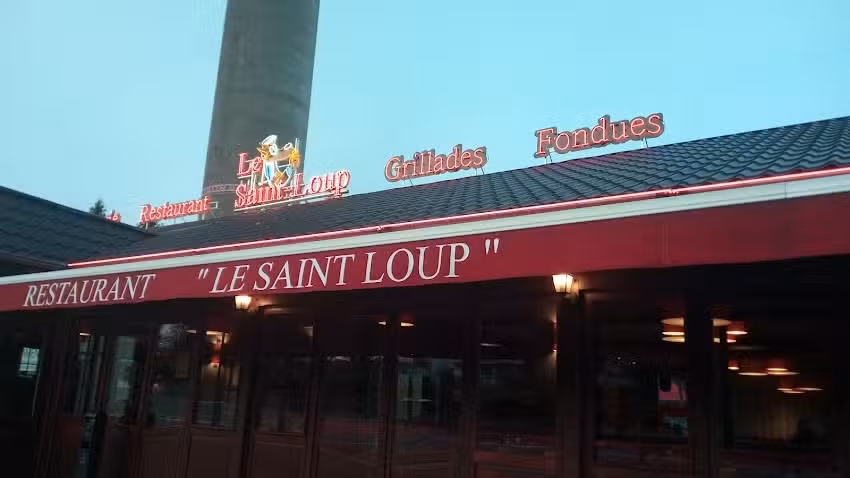 Restaurant
Le
Saint-Loup
Grillades
Fondues
RESTAURANT "LE SAINT LOUP"